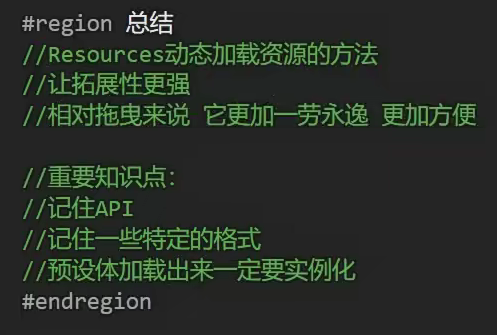 #region 总结
//Resources动态加载资源的方法
//让拓展性更强
//相对拖曳来说 它更加一劳永逸 更加方便
//重要知识点：
//记住API
//记住一些特定的格式
//预设体加载出来一定要实例化
#endregion